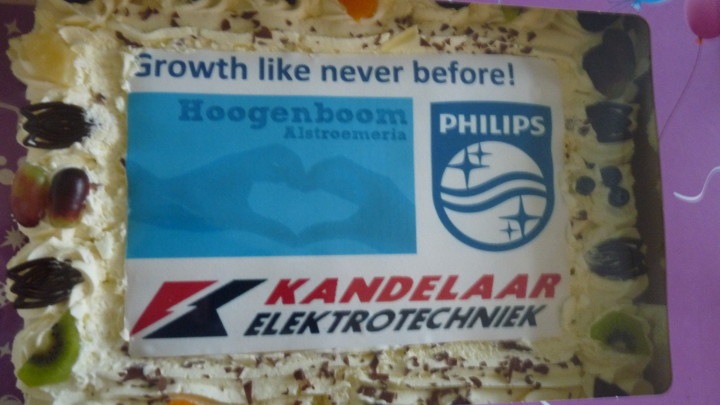 Growth like never before!
Hoogenboom
Alstroemeria
PHILIPS
KANDELAAR
ELEKTROTECHNIEK